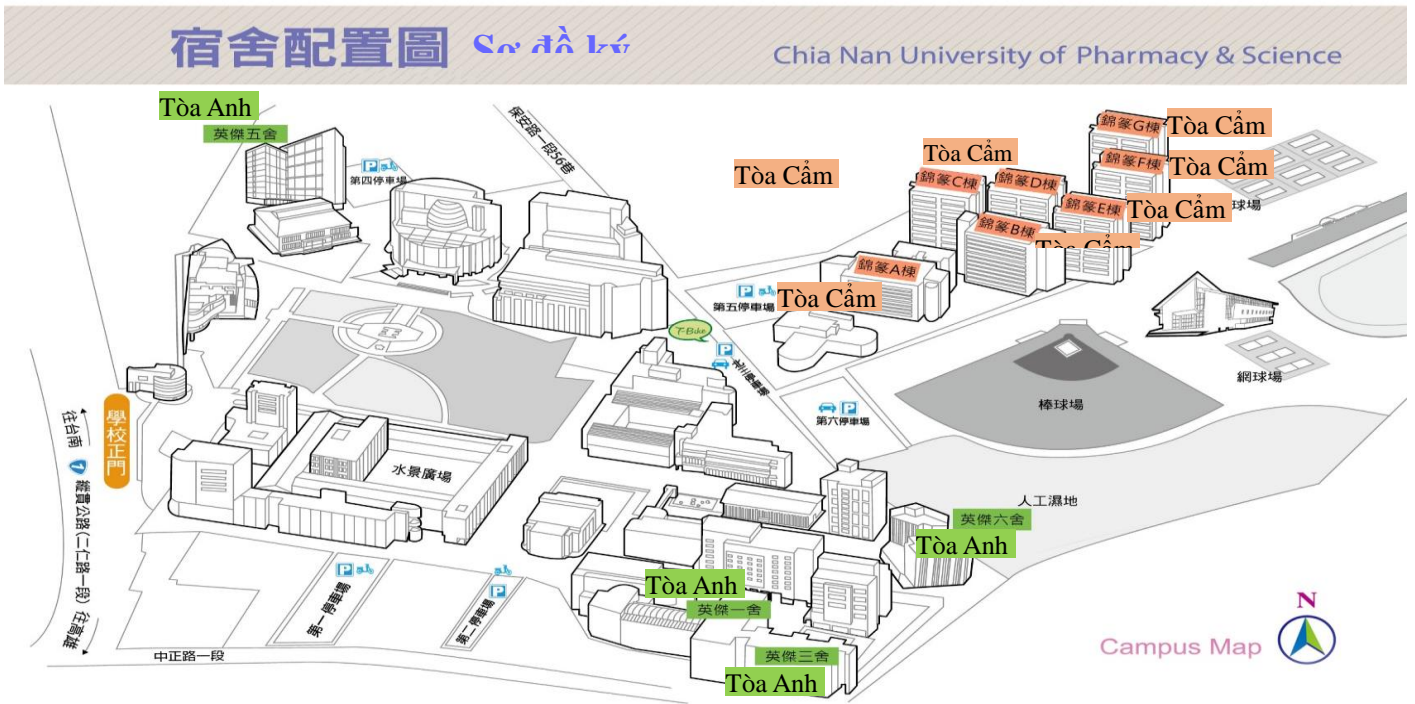 宿舍配置圖 Sơ đồ ký
Chia Nan University of Pharmacy & Science
Tòa Anh
英傑五舍
保安路一段56巷
第四停車場
Tòa Cẩm
Tòa Cẩm
錦篆C棟
錦篆D棟
錦篆G棟
Tòa Cẩm
錦篆F棟
Tòa Cẩm
錦篆E棟
Tòa Cẩm
球場
錦篆B棟
Tòa Cẩm
錦篆A棟
第五停車場
Tòa Cẩm
T-Bike
網球場
棒球場
第六停車場
學校正門
往台南
縱貫公路(二仁路一段)
往高雄
水景廣場
人工濕地
英傑六舍
Tòa Anh
Tòa Anh
英傑一舍
第一停車場
第二停車場
英傑三舍
Tòa Anh
中正路一段
N
Campus Map